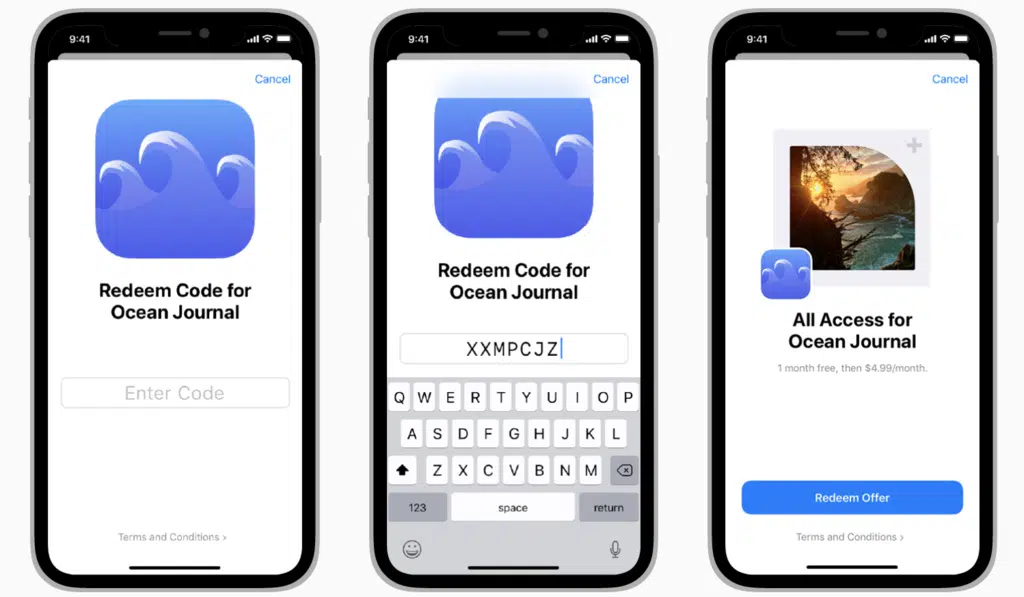 9:41
Cancel
Redeem Code for
Ocean Journal
Enter Code
Terms and Conditions >
9:41
Cancel
Redeem Code for
Ocean Journal
XXMPCJZ
Q W E R T Y U I O P
A S D F G H J K L
Z X C V B N M
123 space return
9:41
Cancel
All Access for
Ocean Journal
1 month free, then $4.99/month.
Redeem Offer
Terms and Conditions >